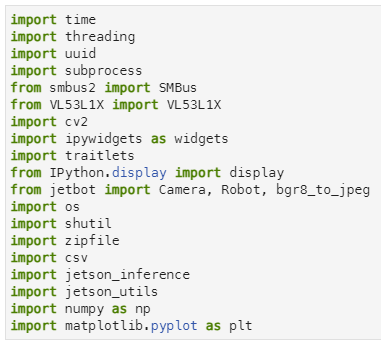 import time
import threading
import uuid
import subprocess
from smbus2 import SMBus
from VL53L1X import VL53L1X
import cv2
import ipywidgets as widgets
import traitlets
from IPython.display import display
from jetbot import Camera, Robot, bgr8_to_jpeg
import os
import shutil
import zipfile
import csv
import jetson_inference
import jetson_utils
import numpy as np
import matplotlib.pyplot as plt